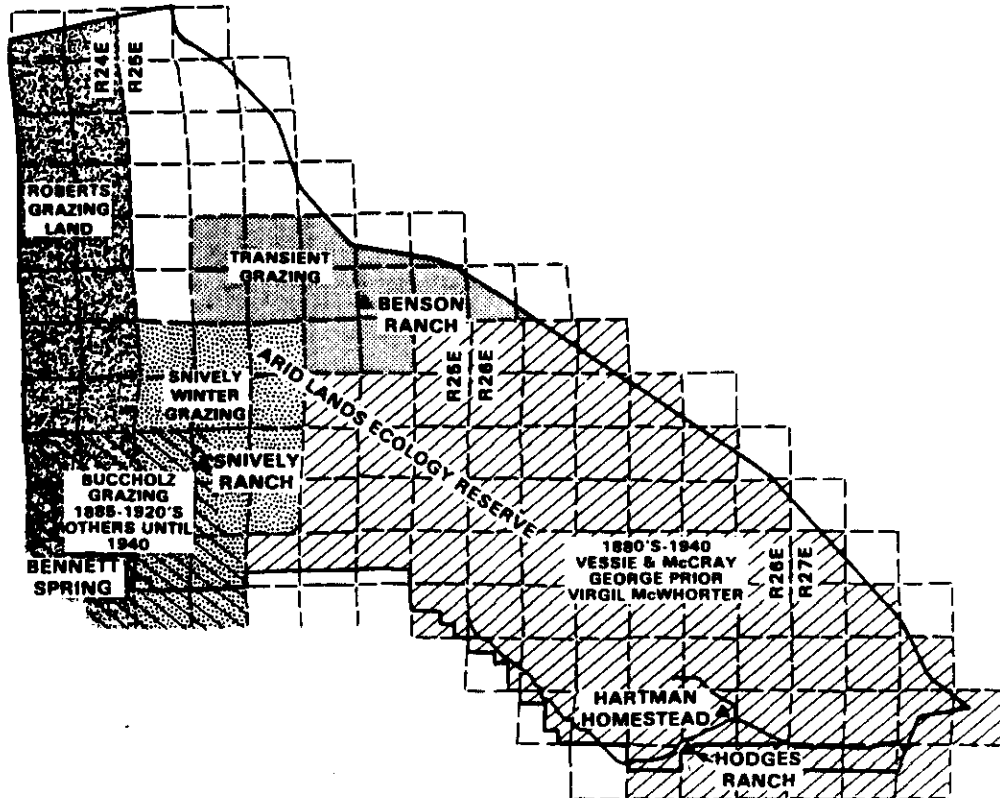 R24E
R25E
ROBERTS
GRAZING
LAND
TRANSIENT
GRAZING
BENSON
RANCH
SNIVELY
WINTER
GRAZING
ARID LANDS ECOLOGY RESERVE
R25E
R26E
SNIVELY
RANCH
BUCCHOLZ
GRAZING
1885-1920'S
OTHERS UNTIL
1940
BENNETT
SPRING
1880'S-1940
VESSIE & McCRAY
GEORGE PRIOR
VIRGIL McWHORTER
R26E
R27E
HARTMAN
HOMESTEAD
HODGES
RANCH